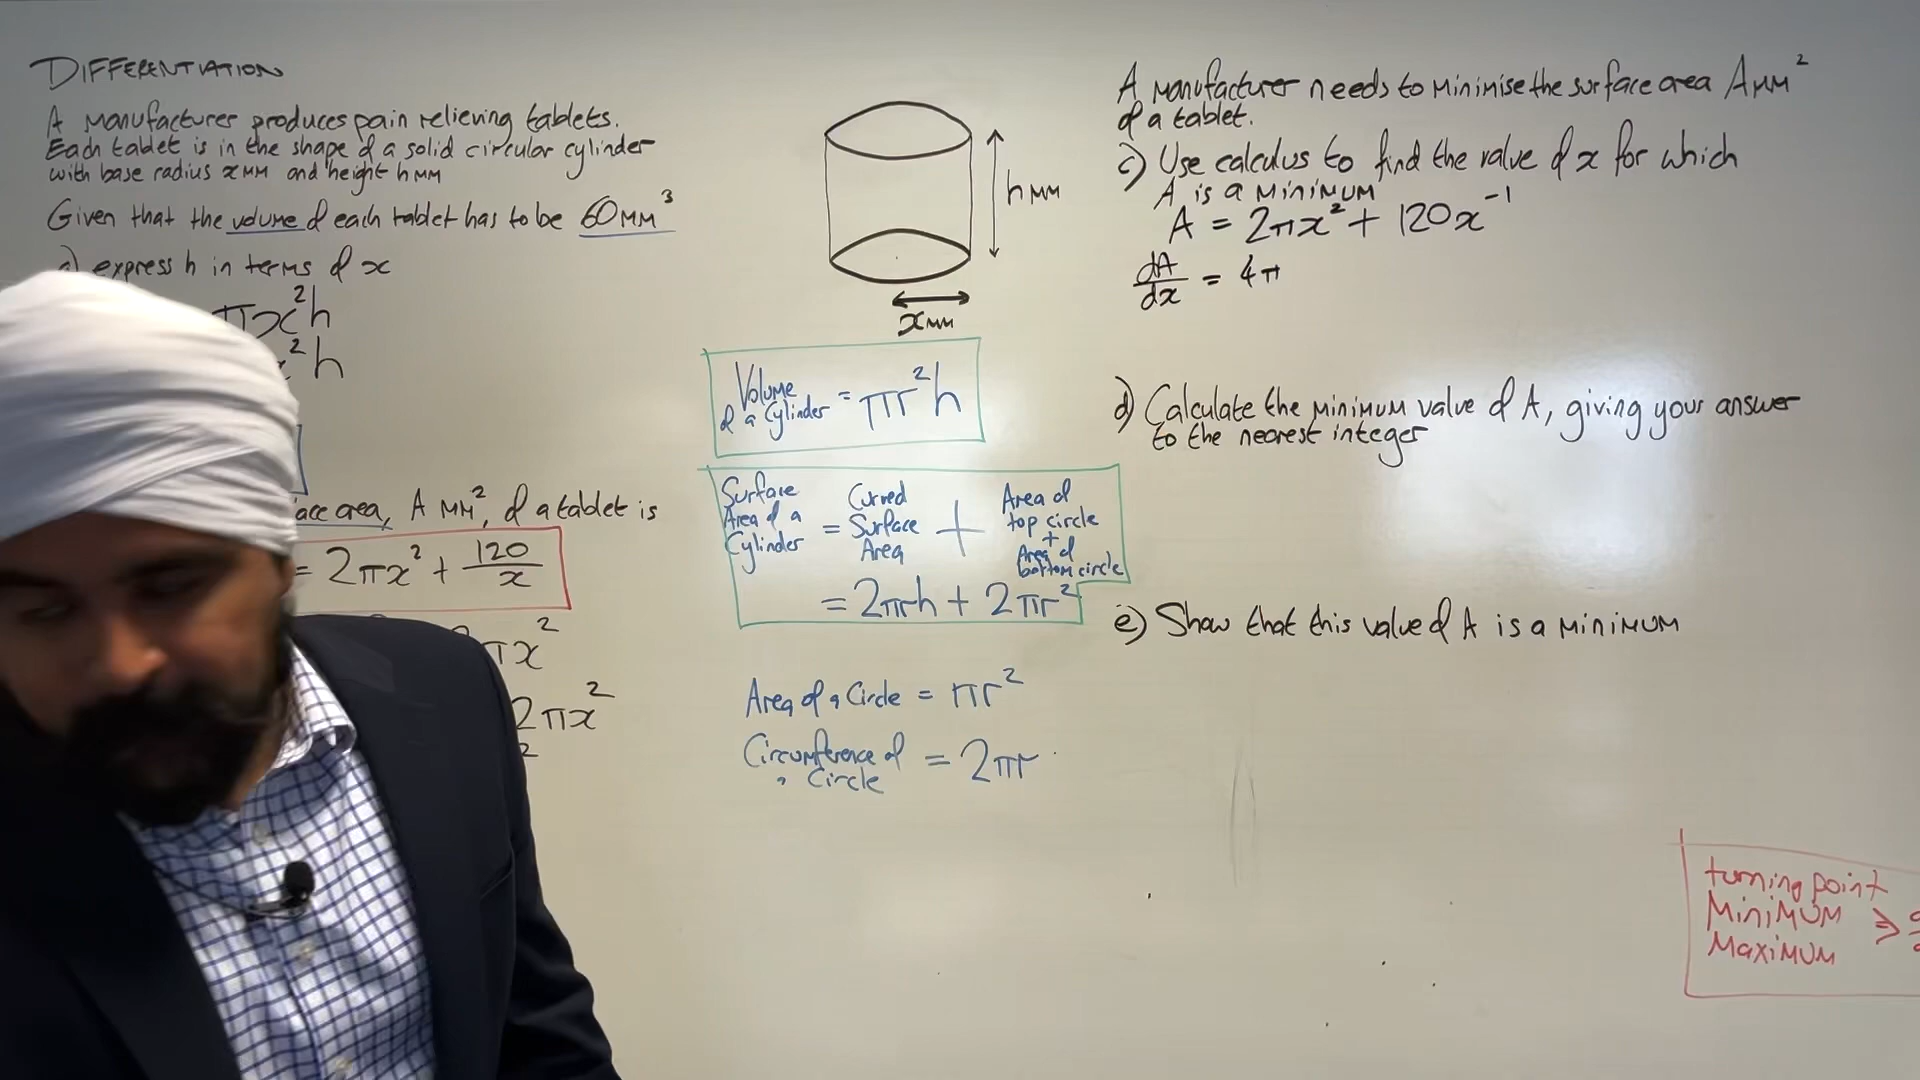 DIFFERENTIATION
A manufacturer produces pain relieving tablets.
Each tablet is in the shape of a solid circular cylinder
with base radius xmm and height hmm
Given that the volume of each tablet has to be 60mm³
express h in terms of x
πx²h
x²h
face area, A mm², of a tablet is
= 2πx² + 120/x
πx²
2πx²
2
h mm
x mm
Volume of a Cylinder = πr²h
Surface Area of a Cylinder = Curved Surface Area + Area of top circle + Area of bottom circle
= 2πrh + 2πr²
Area of a Circle = πr²
Circumference of a Circle = 2πr
A manufacturer needs to minimise the surface area A mm²
of a tablet.
c) Use calculus to find the value of x for which
A is a minimum
A = 2πx² + 120x⁻¹
dA/dx = 4π
d) Calculate the minimum value of A, giving your answer
to the nearest integer
e) Show that this value of A is a minimum
turning point
Minimum ⇒
Maximum